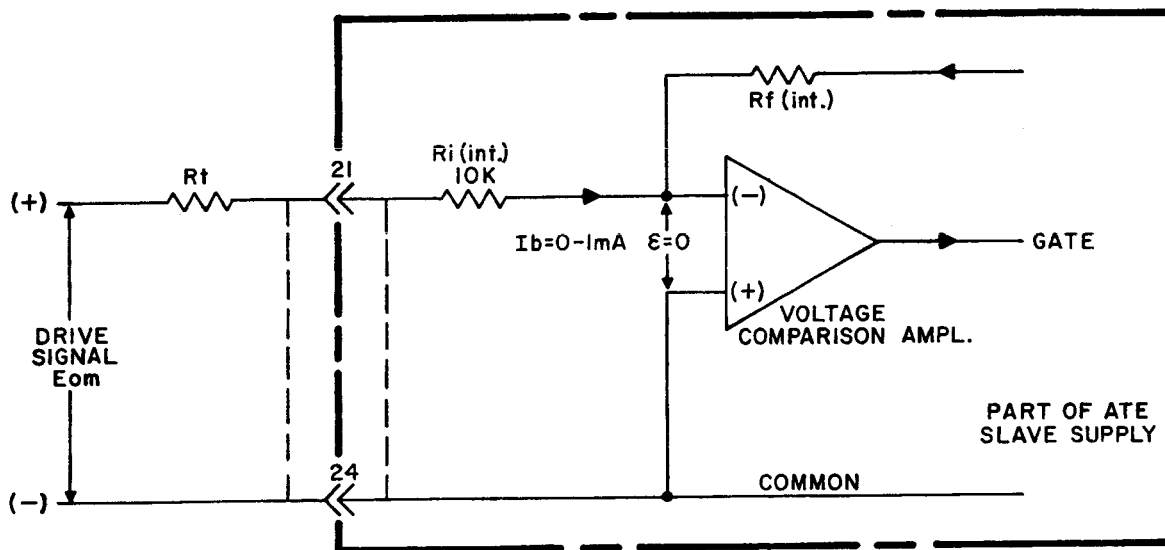 Rf (int.)
21
Ri (int.)
10K
Rt
(+)
(−)
Ib=0-1mA
Ɛ=0
GATE
(+)
VOLTAGE
COMPARISON AMPL.
DRIVE
SIGNAL
Eom
PART OF ATE
SLAVE SUPPLY
24
COMMON
(−)